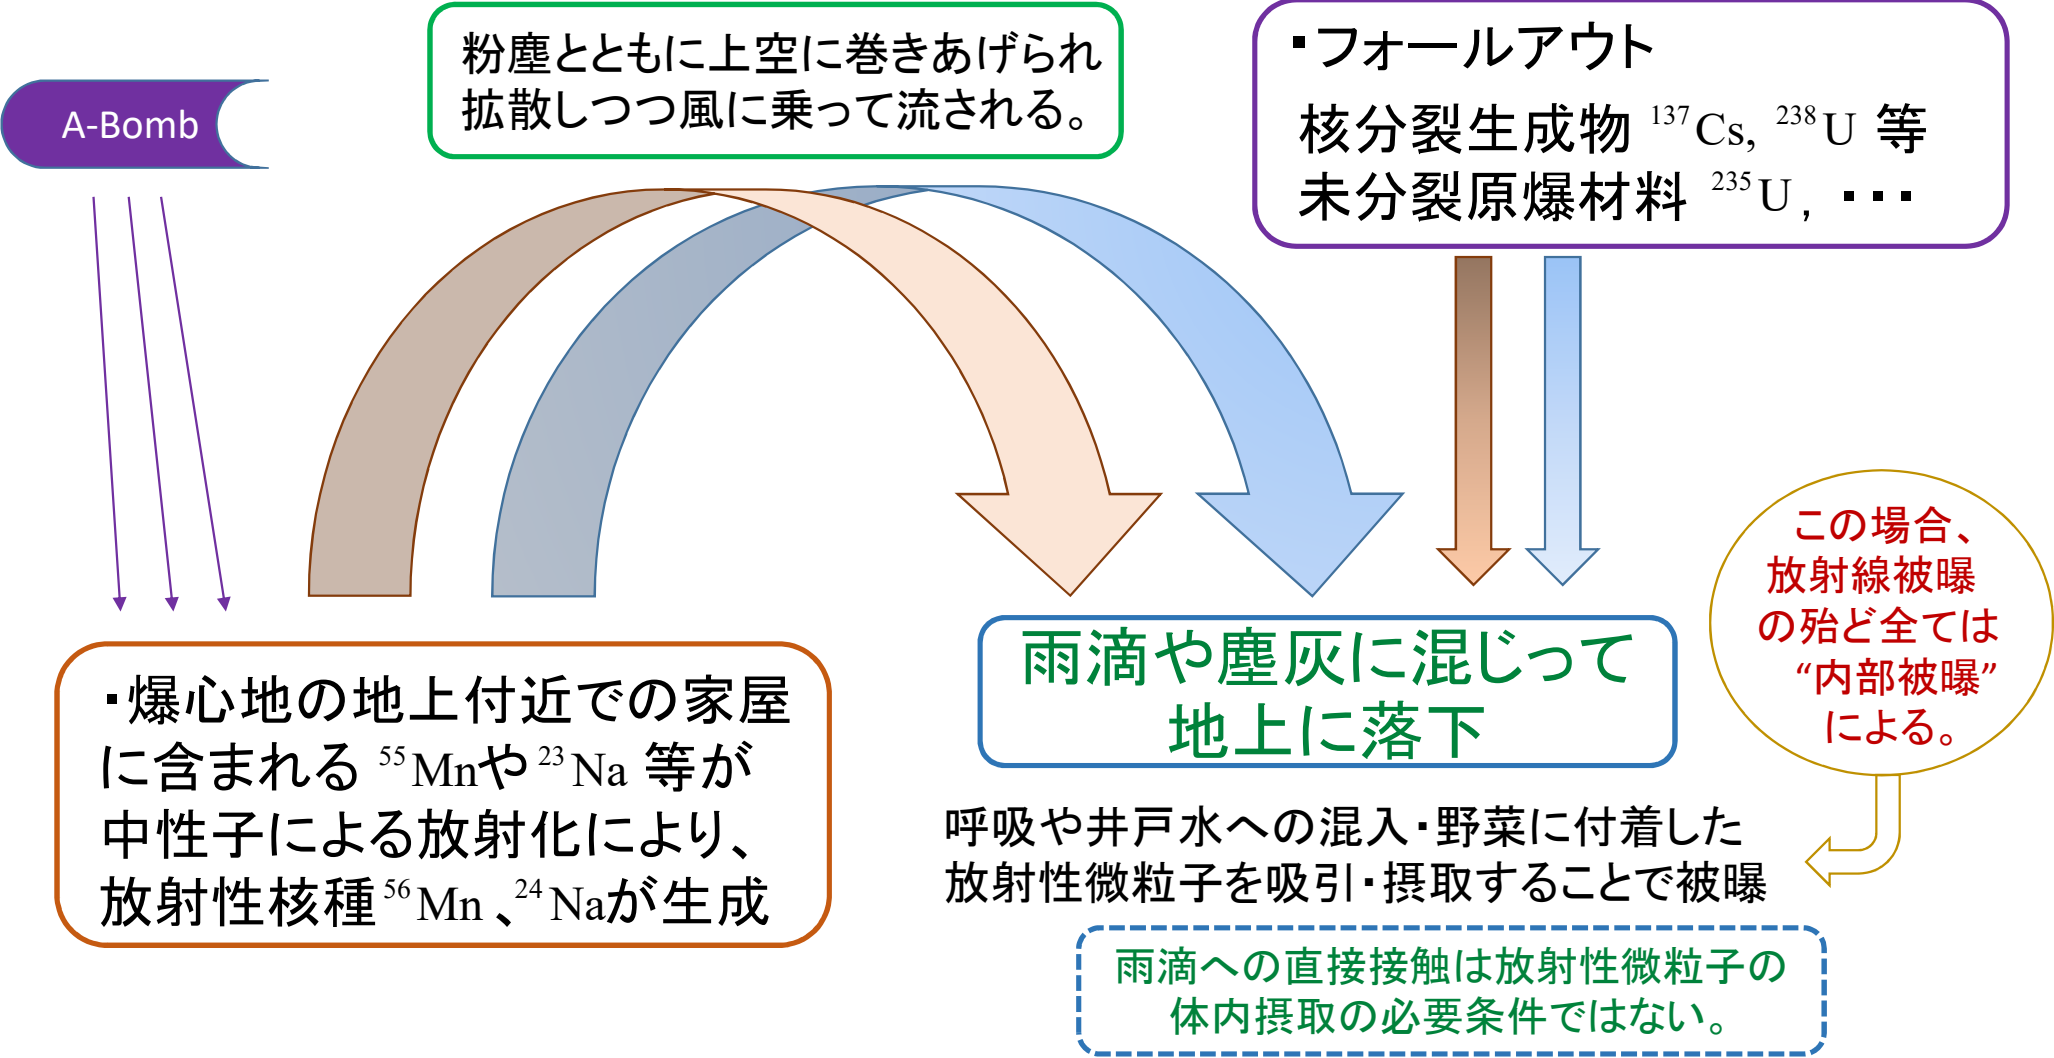 A-Bomb
粉塵とともに上空に巻きあげられ
拡散しつつ風に乗って流される。
・フォールアウト
核分裂生成物 ¹³⁷Cs, ²³⁸U 等
未分裂原爆材料 ²³⁵U, ・・・
・爆心地の地上付近での家屋
に含まれる ⁵⁵Mnや ²³Na 等が
中性子による放射化により、
放射性核種 ⁵⁶Mn 、²⁴Naが生成
雨滴や塵灰に混じって
地上に落下
この場合、
放射線被曝
の殆ど全ては
“内部被曝”
による。
呼吸や井戸水への混入・野菜に付着した
放射性微粒子を吸引・摂取することで被曝
雨滴への直接接触は放射性微粒子の
体内摂取の必要条件ではない。